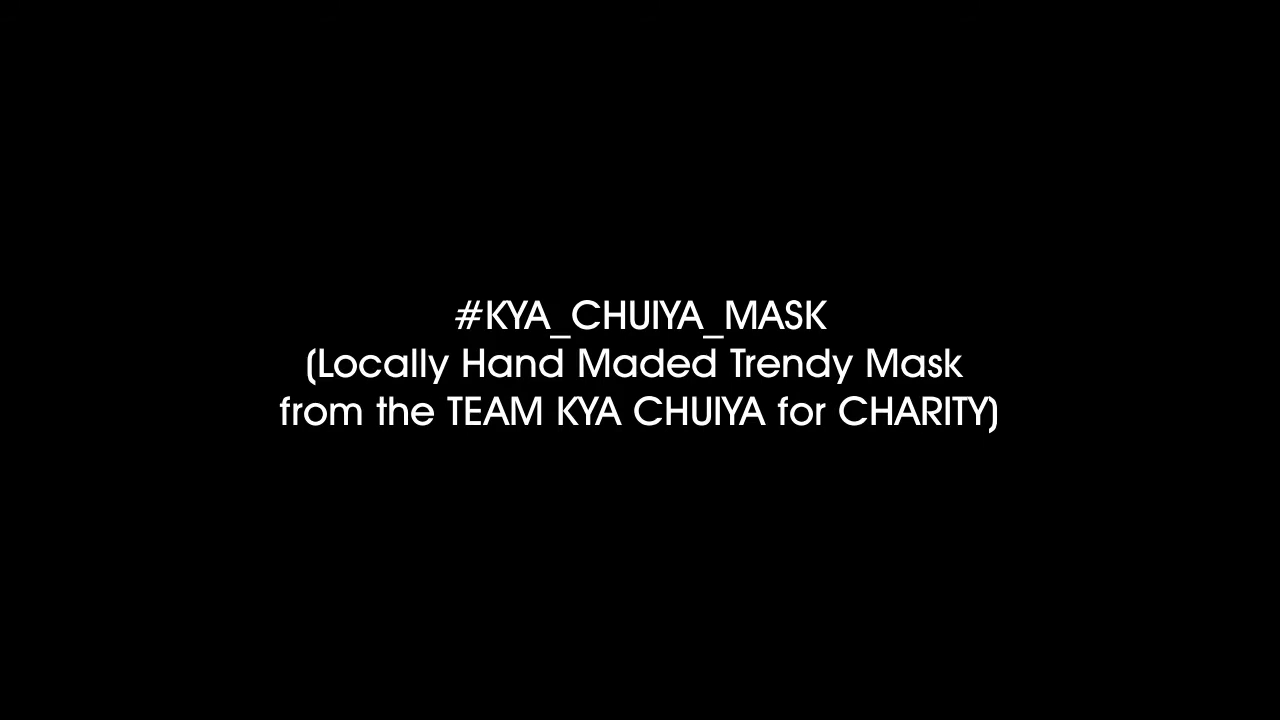 #KYA_CHUIYA_MASK
(Locally Hand Maded Trendy Mask
from the TEAM KYA CHUIYA for CHARITY)